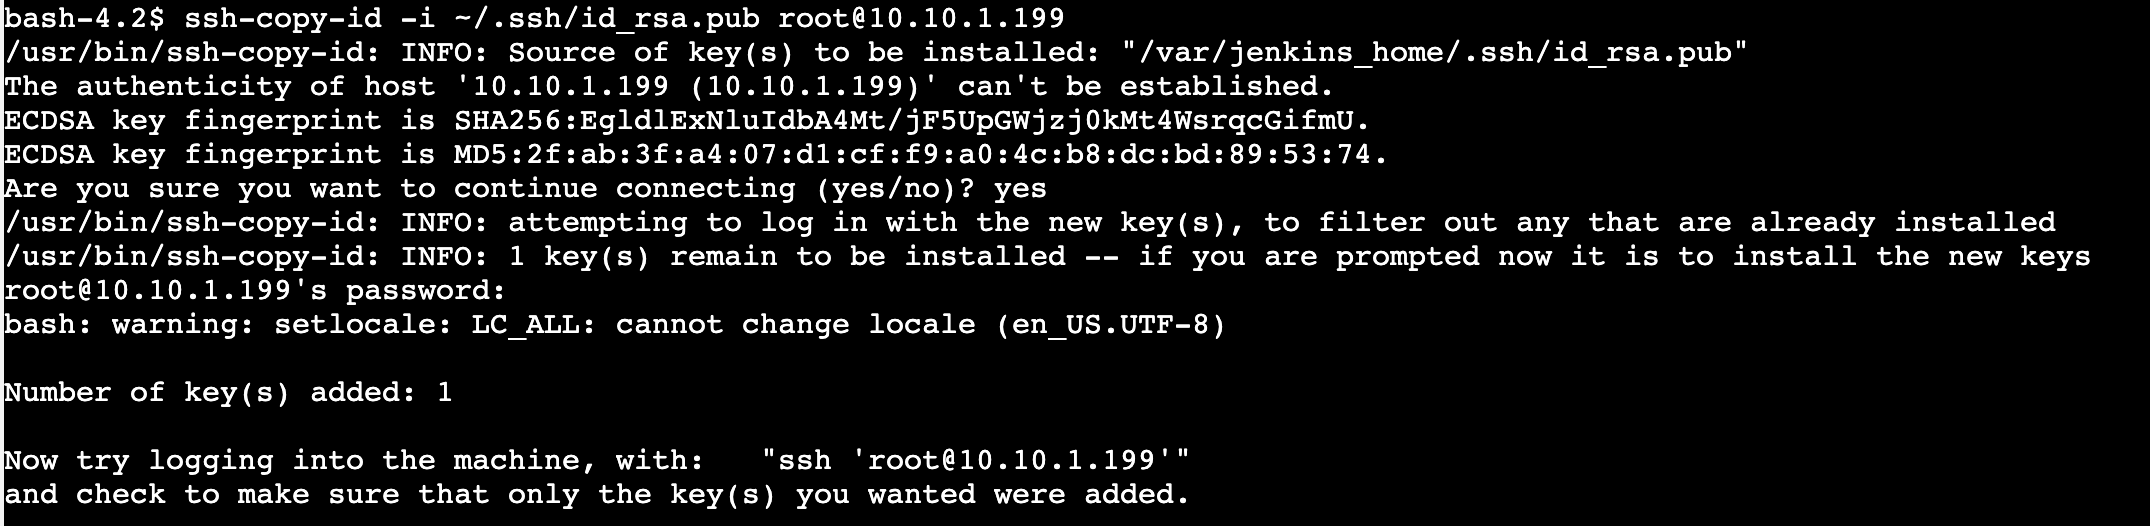 bash-4.2$ ssh-copy-id -i ~/.ssh/id_rsa.pub root@10.10.1.199
/usr/bin/ssh-copy-id: INFO: Source of key(s) to be installed: "/var/jenkins_home/.ssh/id_rsa.pub"
The authenticity of host '10.10.1.199 (10.10.1.199)' can't be established.
ECDSA key fingerprint is SHA256:EgldlExNluIdbA4Mt/jF5UpGWjzj0kMt4WsrqcGifmU.
ECDSA key fingerprint is MD5:2f:ab:3f:a4:07:d1:cf:f9:a0:4c:b8:dc:bd:89:53:74.
Are you sure you want to continue connecting (yes/no)? yes
/usr/bin/ssh-copy-id: INFO: attempting to log in with the new key(s), to filter out any that are already installed
/usr/bin/ssh-copy-id: INFO: 1 key(s) remain to be installed -- if you are prompted now it is to install the new keys
root@10.10.1.199's password:
bash: warning: setlocale: LC_ALL: cannot change locale (en_US.UTF-8)
Number of key(s) added: 1
Now try logging into the machine, with:   "ssh 'root@10.10.1.199'"
and check to make sure that only the key(s) you wanted were added.